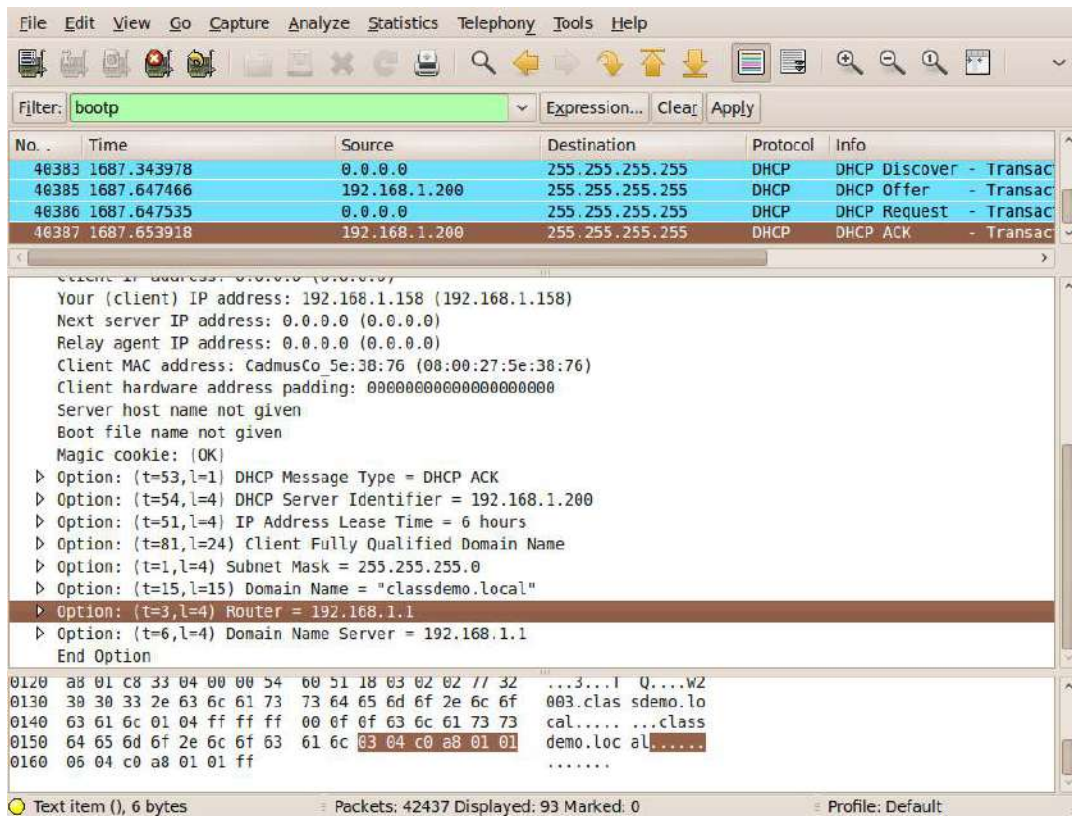 File Edit View Go Capture Analyze Statistics Telephony Tools Help
Filter: bootp Expression... Clear Apply
No. . Time Source Destination Protocol Info
40383 1687.343978 0.0.0.0 255.255.255.255 DHCP DHCP Discover - Transac
40385 1687.647466 192.168.1.200 255.255.255.255 DHCP DHCP Offer - Transac
40386 1687.647535 0.0.0.0 255.255.255.255 DHCP DHCP Request - Transac
40387 1687.653918 192.168.1.200 255.255.255.255 DHCP DHCP ACK - Transac
Client IP address: 0.0.0.0 (0.0.0.0)
Your (client) IP address: 192.168.1.158 (192.168.1.158)
Next server IP address: 0.0.0.0 (0.0.0.0)
Relay agent IP address: 0.0.0.0 (0.0.0.0)
Client MAC address: CadmusCo_5e:38:76 (08:00:27:5e:38:76)
Client hardware address padding: 00000000000000000000
Server host name not given
Boot file name not given
Magic cookie: (OK)
Option: (t=53,l=1) DHCP Message Type = DHCP ACK
Option: (t=54,l=4) DHCP Server Identifier = 192.168.1.200
Option: (t=51,l=4) IP Address Lease Time = 6 hours
Option: (t=81,l=24) Client Fully Qualified Domain Name
Option: (t=1,l=4) Subnet Mask = 255.255.255.0
Option: (t=15,l=15) Domain Name = "classdemo.local"
Option: (t=3,l=4) Router = 192.168.1.1
Option: (t=6,l=4) Domain Name Server = 192.168.1.1
End Option
0120 a8 01 c8 33 04 00 00 54 60 51 18 03 02 02 77 32 ...3...T `Q....w2
0130 30 30 33 2e 63 6c 61 73 73 64 65 6d 6f 2e 6c 6f 003.clas sdemo.lo
0140 63 61 6c 01 04 ff ff ff 00 0f 0f 63 6c 61 73 73 cal..... ...class
0150 64 65 6d 6f 2e 6c 6f 63 61 6c 03 04 c0 a8 01 01 demo.loc al......
0160 06 04 c0 a8 01 01 ff .......
Text item (), 6 bytes Packets: 42437 Displayed: 93 Marked: 0 Profile: Default